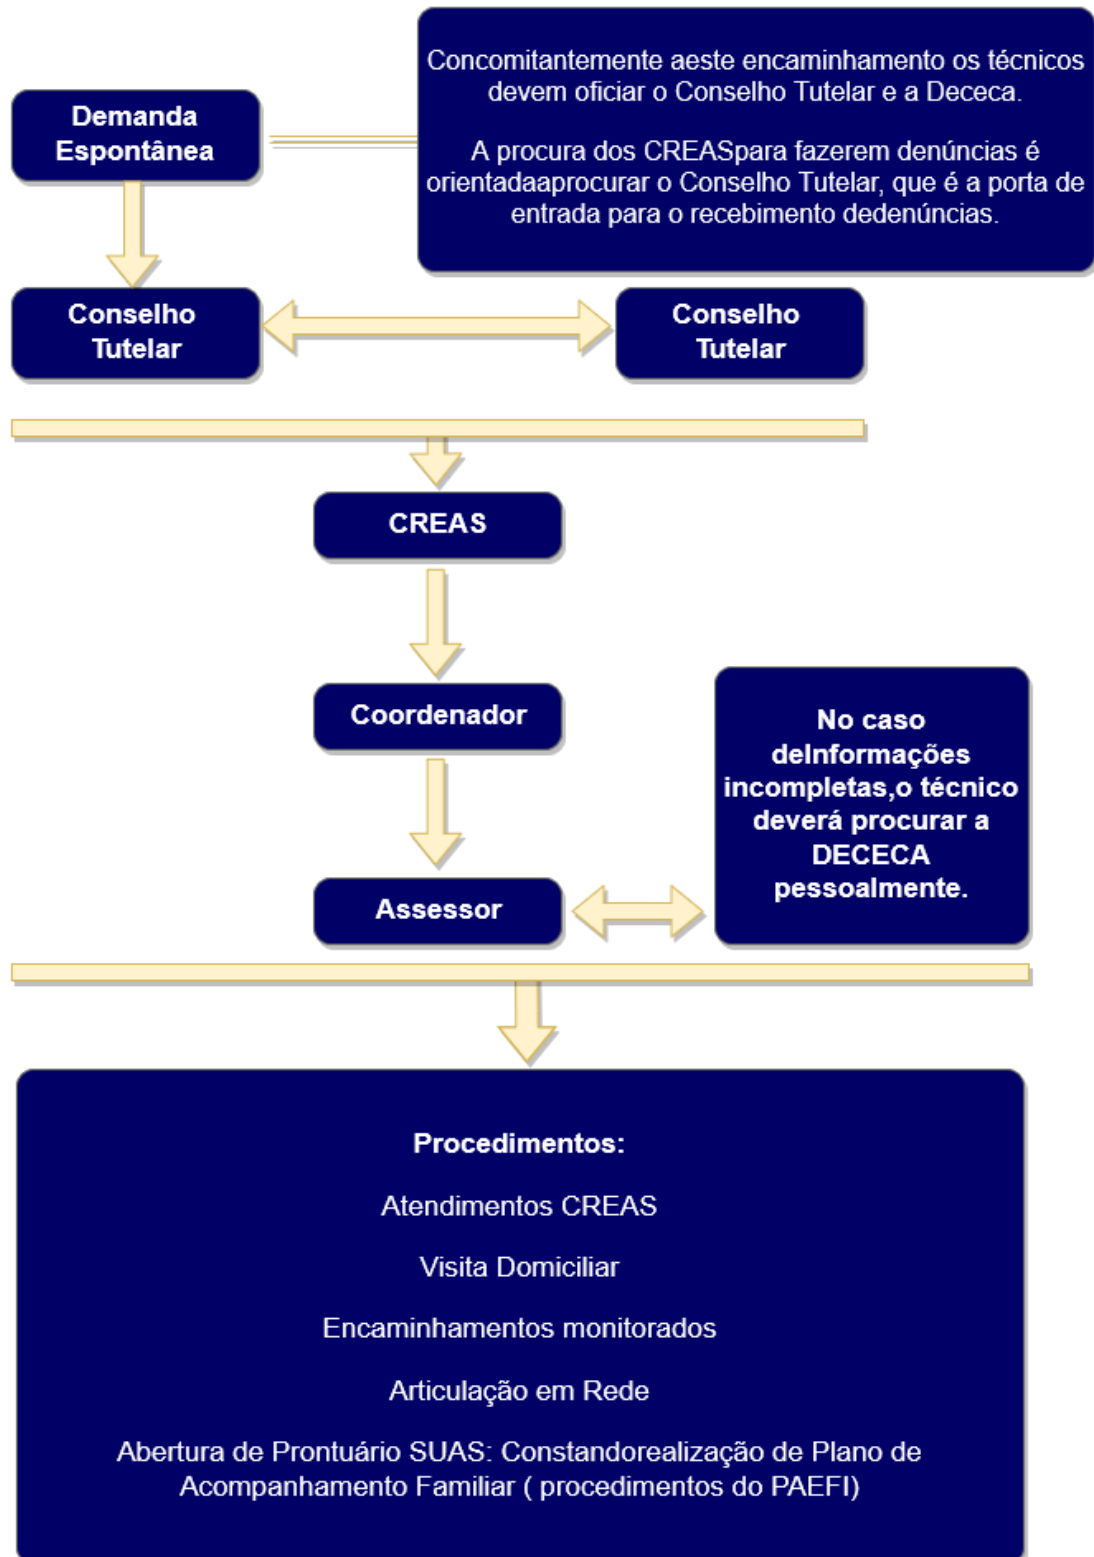 Demanda
Espontânea
Concomitantemente aeste encaminhamento os técnicos
devem oficiar o Conselho Tutelar e a Dececa.
A procura dos CREASpara fazerem denúncias é
orientadaaprocurar o Conselho Tutelar, que é a porta de
entrada para o recebimento dedenúncias.
Conselho
Tutelar
Conselho
Tutelar
CREAS
Coordenador
Assessor
No caso
deInformações
incompletas,o técnico
deverá procurar a
DECECA
pessoalmente.
Procedimentos:
Atendimentos CREAS
Visita Domiciliar
Encaminhamentos monitorados
Articulação em Rede
Abertura de Prontuário SUAS: Constandorealização de Plano de
Acompanhamento Familiar ( procedimentos do PAEFI)